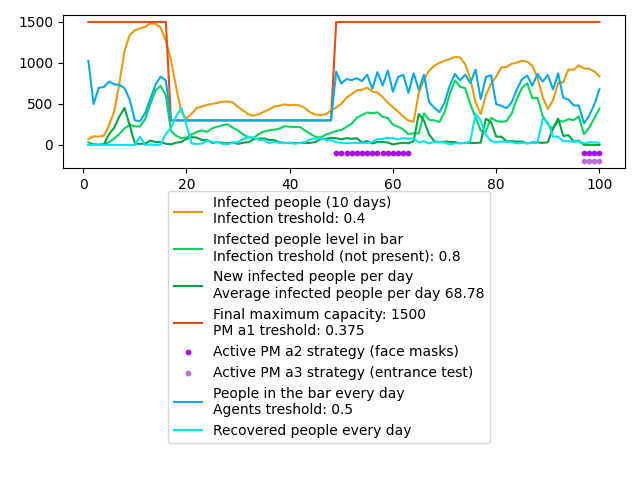 1500
1000
500
0
0 20 40 60 80 100
Infected people (10 days)
Infection treshold: 0.4
Infected people level in bar
Infection treshold (not present): 0.8
New infected people per day
Average infected people per day 68.78
Final maximum capacity: 1500
PM a1 treshold: 0.375
Active PM a2 strategy (face masks)
Active PM a3 strategy (entrance test)
People in the bar every day
Agents treshold: 0.5
Recovered people every day